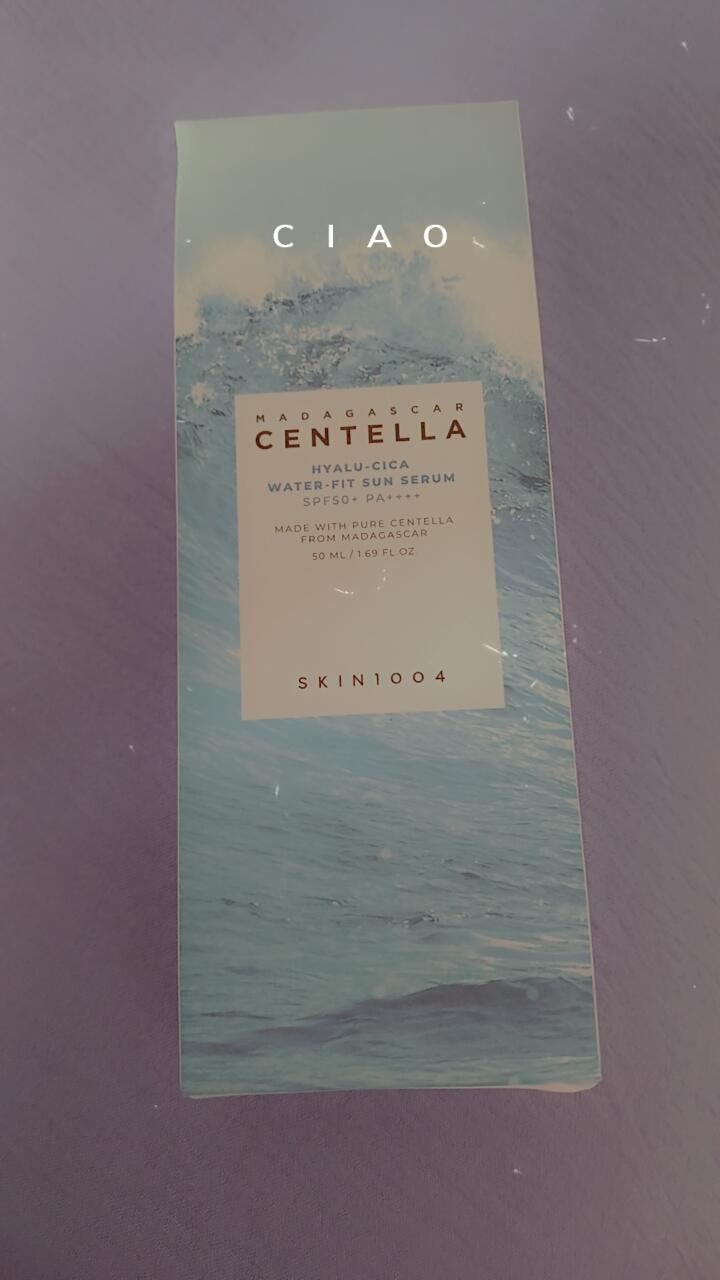 CIAO
MADAGASCAR
CENTELLA
HYALU-CICA
WATER-FIT SUN SERUM
SPF50+ PA++++
MADE WITH PURE CENTELLA
FROM MADAGASCAR
50 ML / 1.69 FL.OZ.
SKIN1004